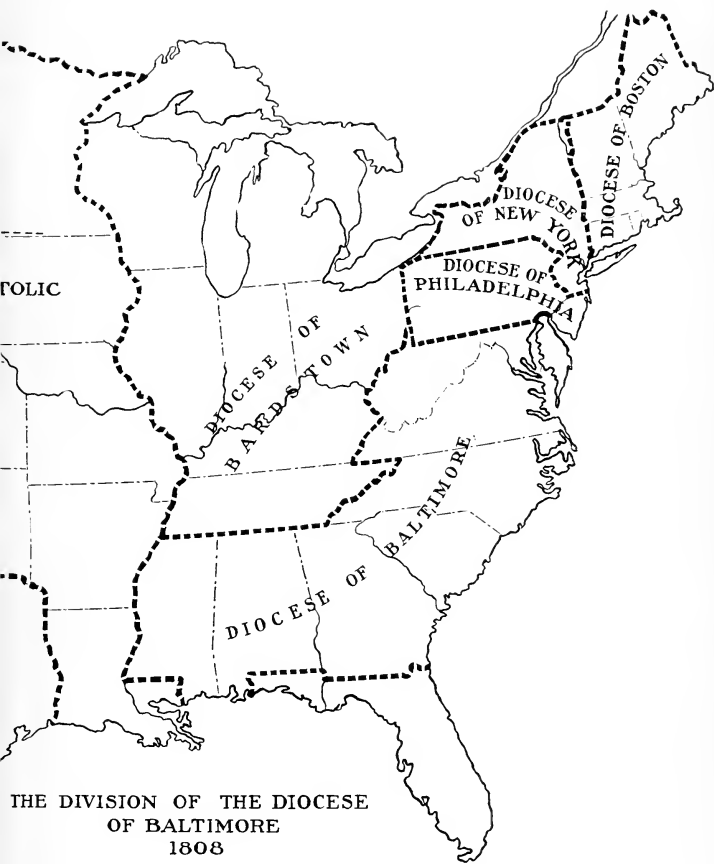 DIOCESE OF BOSTON
DIOCESE
OF NEW YORK
DIOCESE OF
PHILADELPHIA
TOLIC
DIOCESE OF
BARDSTOWN
DIOCESE OF BALTIMORE
THE DIVISION OF THE DIOCESE
OF BALTIMORE
1808